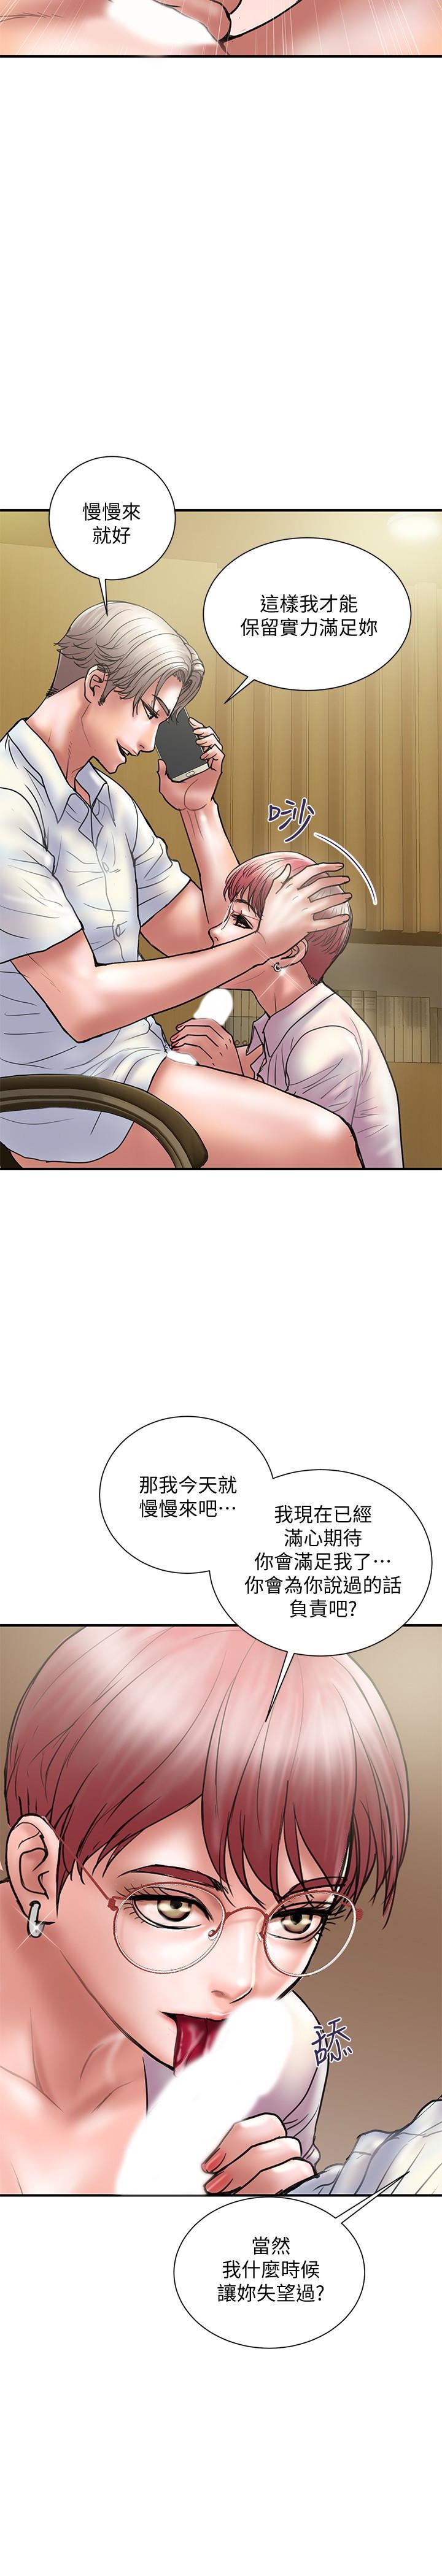 慢慢來
就好
這樣我才能
保留實力滿足妳
唦
那我今天就
慢慢來吧…
我現在已經
滿心期待
你會滿足我了…
你會為你說過的話
負責吧?
舔
當然
我什麼時候
讓妳失望過?